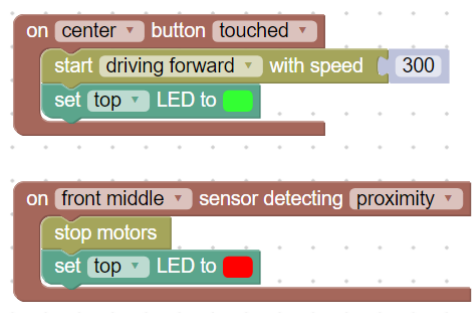 on center button touched
start driving forward with speed 300
set top LED to
on front middle sensor detecting proximity
stop motors
set top LED to